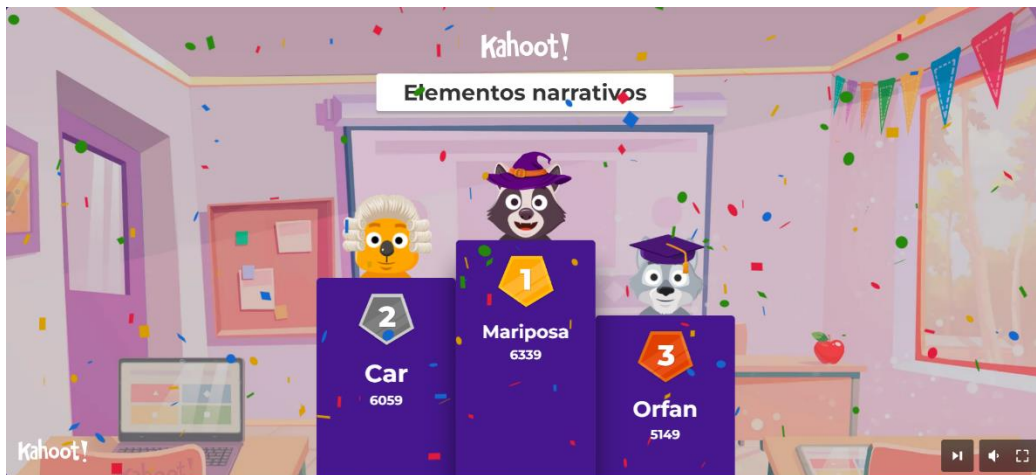 Kahoot!
Elementos narrativos
1
Mariposa
6339
2
Car
6059
3
Orfan
5149
Kahoot!